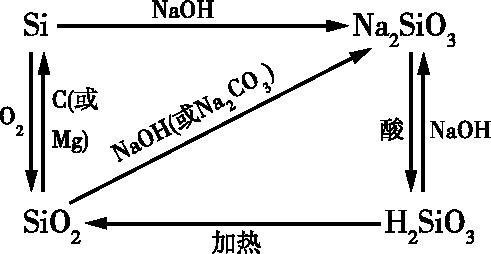 NaOH
Si
Na₂SiO₃
O₂
C(或
Mg)
NaOH(或Na₂CO₃)
酸
NaOH
SiO₂
加热
H₂SiO₃